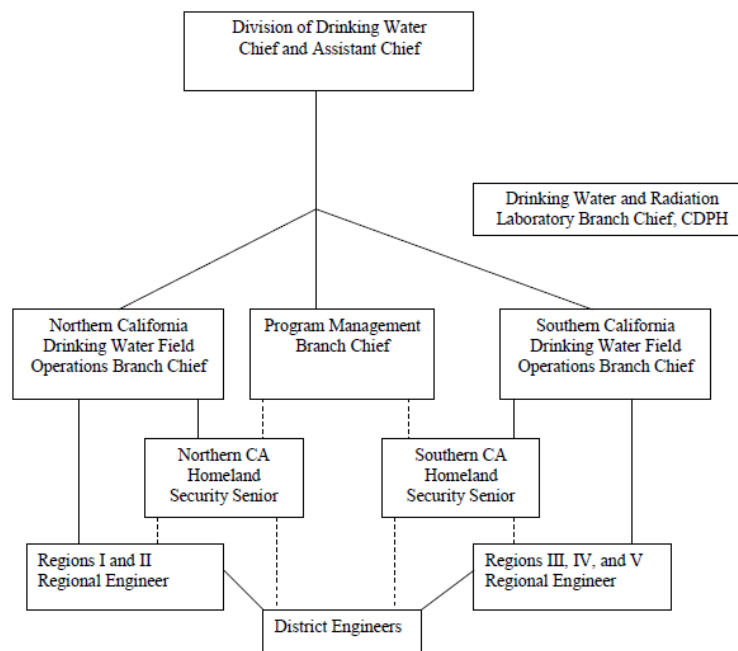 Division of Drinking Water
Chief and Assistant Chief
Drinking Water and Radiation
Laboratory Branch Chief, CDPH
Northern California
Drinking Water Field
Operations Branch Chief
Program Management
Branch Chief
Southern California
Drinking Water Field
Operations Branch Chief
Northern CA
Homeland
Security Senior
Southern CA
Homeland
Security Senior
Regions I and II
Regional Engineer
Regions III, IV, and V
Regional Engineer
District Engineers